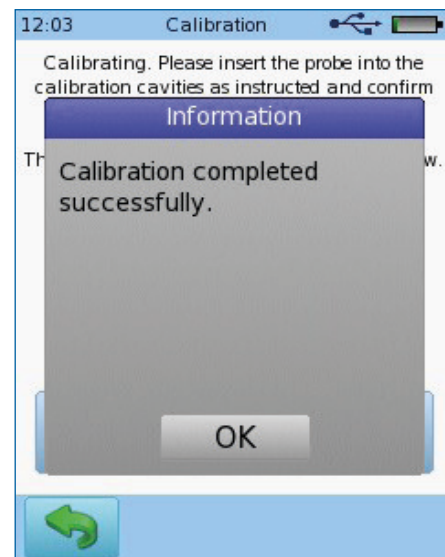 12:03 Calibration
Calibrating. Please insert the probe into the
calibration cavities as instructed and confirm
Information
Th w.
Calibration completed
successfully.
OK